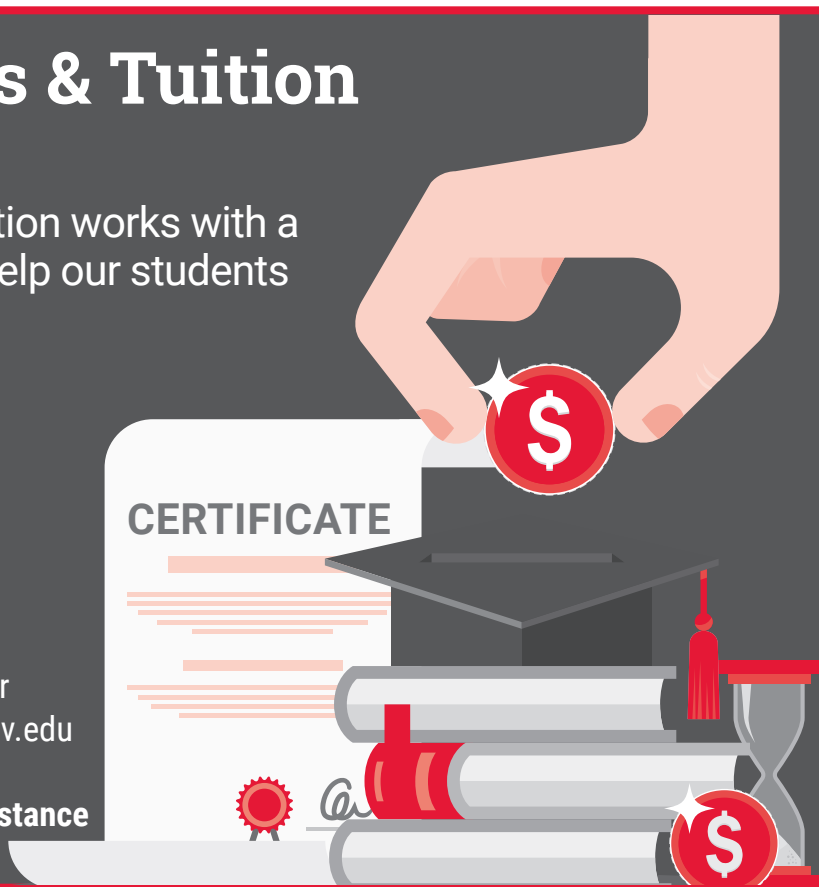 s & Tuition
tion works with a
elp our students
CERTIFICATE
$
r
v.edu
stance
$